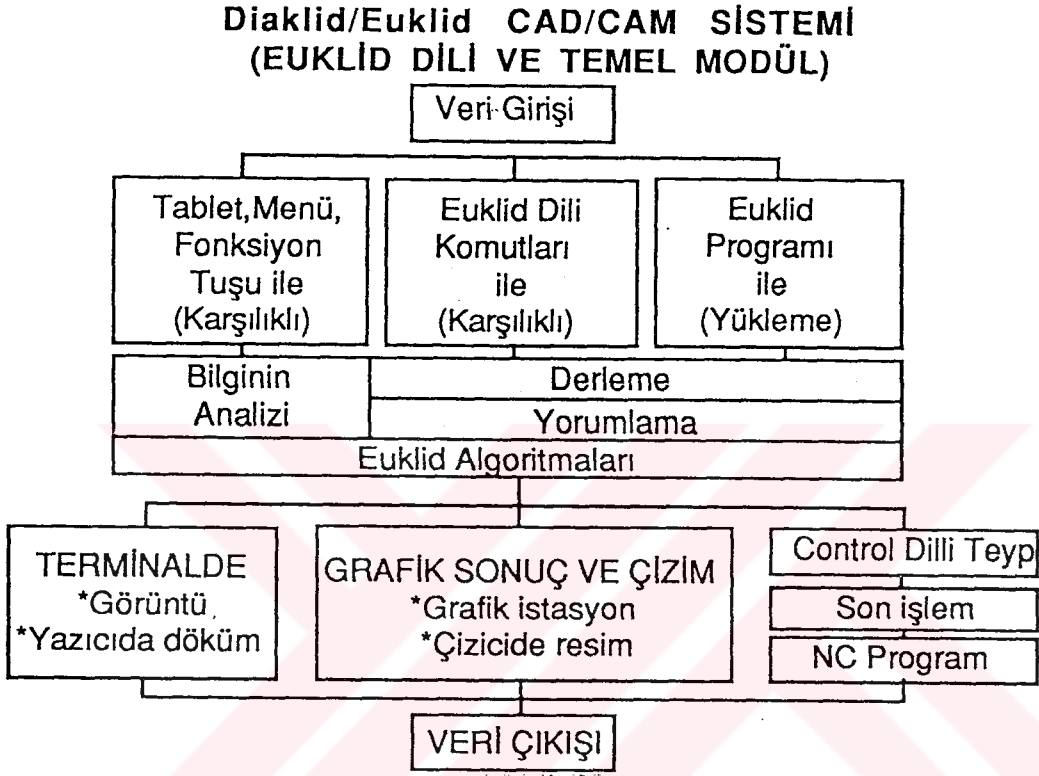 Diaklid/Euklid CAD/CAM SİSTEMİ
(EUKLİD DİLİ VE TEMEL MODÜL)
Veri Girişi
Tablet,Menü,
Fonksiyon
Tuşu ile
(Karşılıklı)
Euklid Dili
Komutları
ile
(Karşılıklı)
Euklid
Programı
ile
(Yükleme)
Bilginin
Analizi
Derleme
Yorumlama
Euklid Algoritmaları
TERMİNALDE
*Görüntü
*Yazıcıda döküm
GRAFİK SONUÇ VE ÇİZİM
*Grafik istasyon
*Çizicide resim
Control Dilli Teyp
Son işlem
NC Program
VERİ ÇIKIŞI